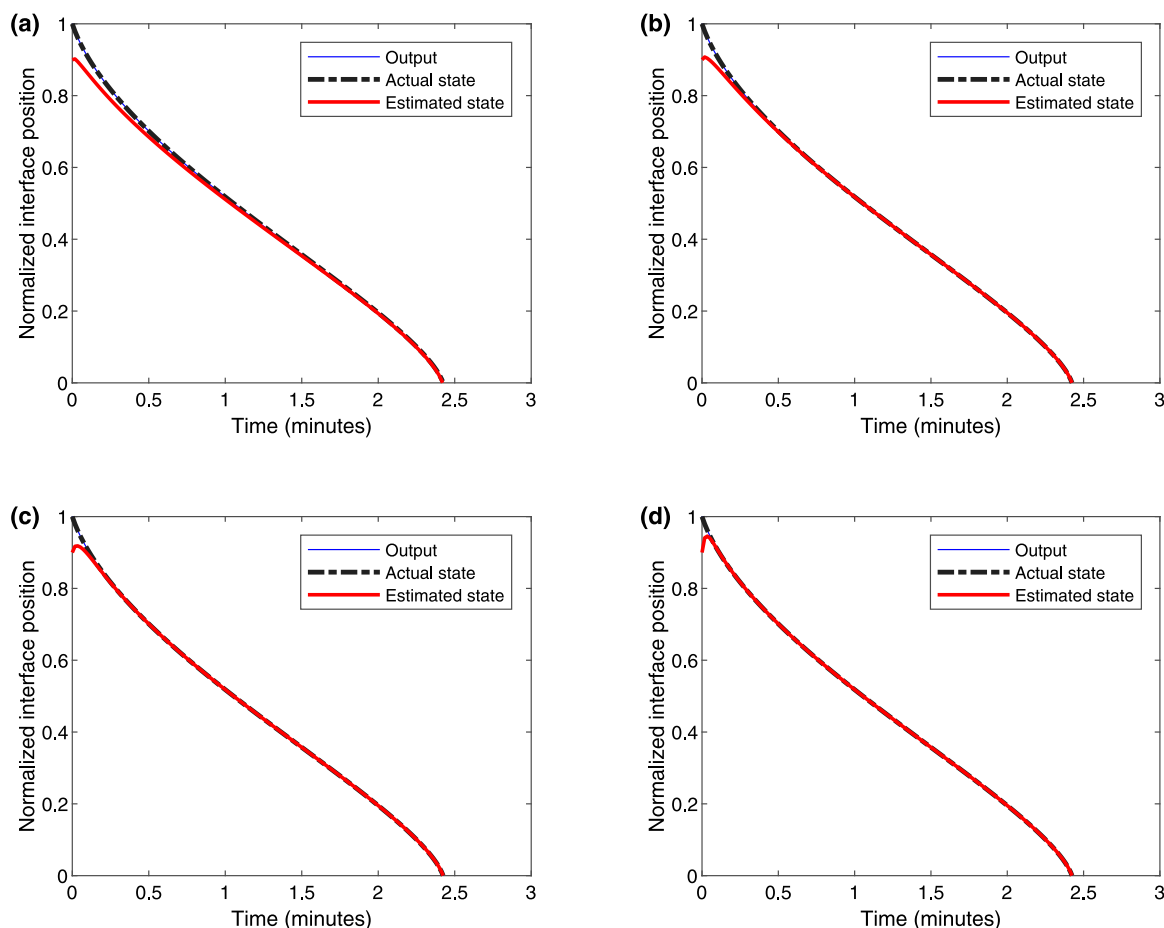 (a)
Normalized interface position
1
0.8
0.6
0.4
0.2
0
Output
Actual state
Estimated state
0 0.5 1 1.5 2 2.5 3
Time (minutes)
(b)
Normalized interface position
1
0.8
0.6
0.4
0.2
0
Output
Actual state
Estimated state
0 0.5 1 1.5 2 2.5 3
Time (minutes)
(c)
Normalized interface position
1
0.8
0.6
0.4
0.2
0
Output
Actual state
Estimated state
0 0.5 1 1.5 2 2.5 3
Time (minutes)
(d)
Normalized interface position
1
0.8
0.6
0.4
0.2
0
Output
Actual state
Estimated state
0 0.5 1 1.5 2 2.5 3
Time (minutes)